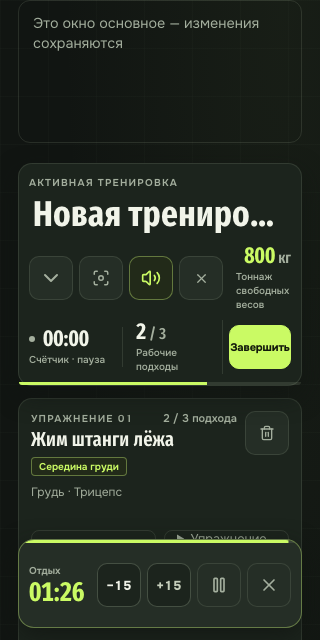 Это окно основное — изменения
сохраняются
АКТИВНАЯ ТРЕНИРОВКА
Новая трениро...
800 кг
Тоннаж
свободных
весов
00:00
Счётчик · пауза
2 / 3
Рабочие
подходы
Завершить
УПРАЖНЕНИЕ 01
2 / 3 подхода
Жим штанги лёжа
Середина груди
Грудь · Трицепс
Упражнение
Отдых
01:26
−15
+15